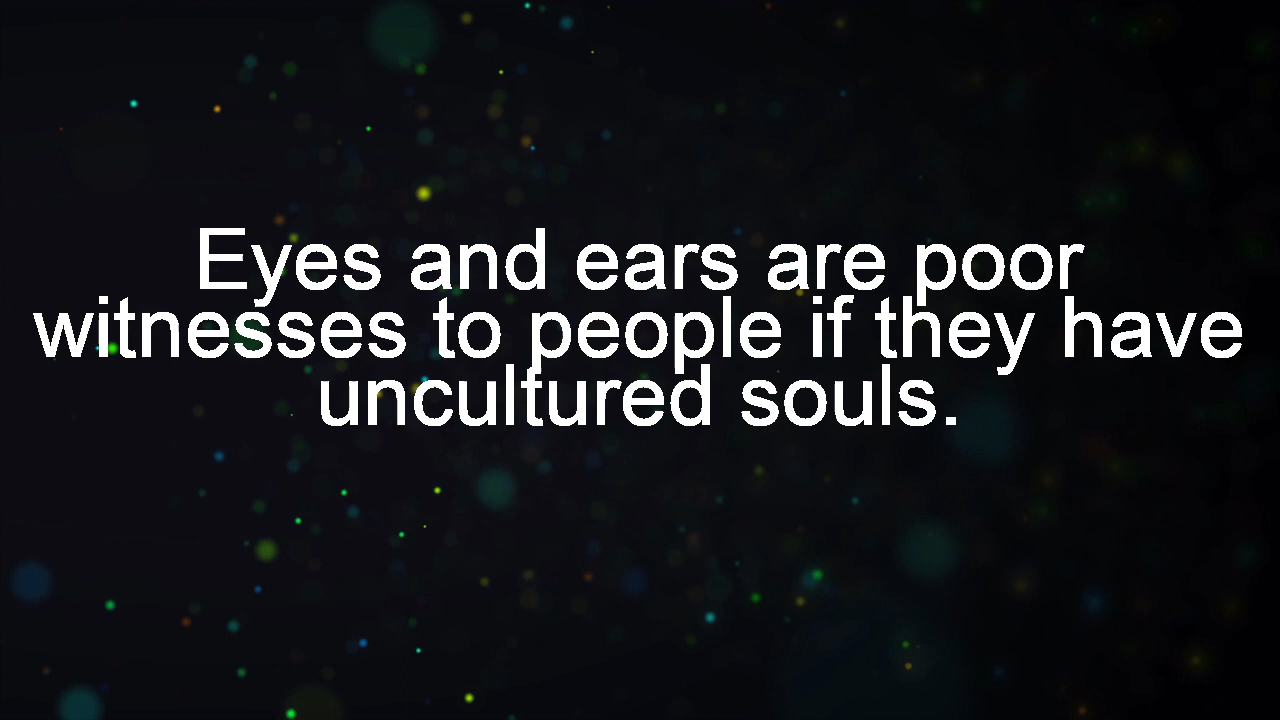 Eyes and ears are poor
witnesses to people if they have
uncultured souls.